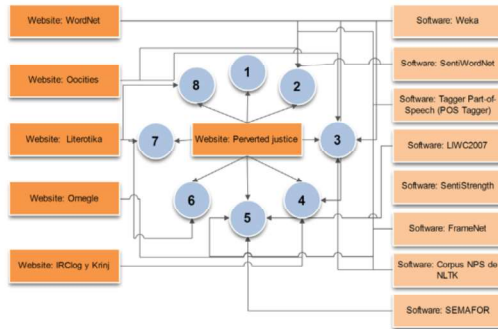 Website: WordNet
Software: Weka
Website: Oocities
Software: SentiWordNet
8
1
2
Software: Tagger Part-of-
Speech (POS Tagger)
Website: Literotika
7
Website: Perverted justice
3
Software: LIWC2007
Website: Omegle
6
5
4
Software: SentiStrength
Software: FrameNet
Website: IRClog y Krinj
Software: Corpus NPS de
NLTK
Software: SEMAFOR